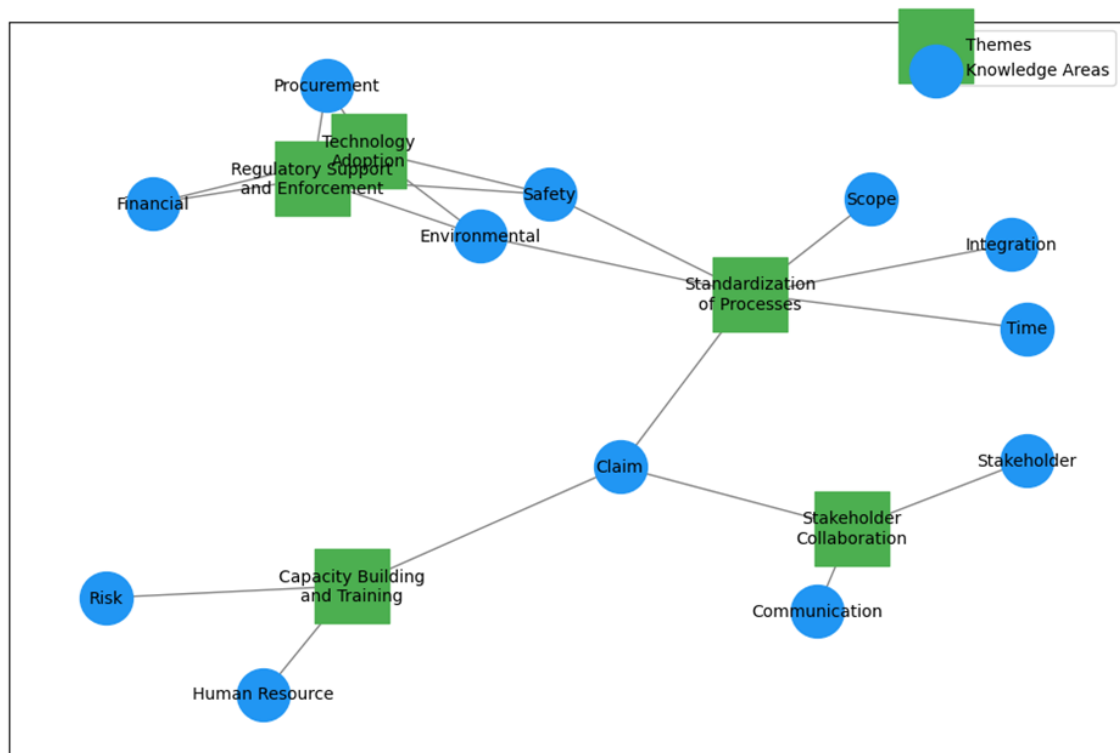 Themes
Knowledge Areas
Procurement
Technology
Adoption
Regulatory Support
and Enforcement
Financial
Safety
Environmental
Scope
Integration
Standardization
of Processes
Time
Claim
Stakeholder
Stakeholder
Collaboration
Capacity Building
and Training
Risk
Communication
Human Resource